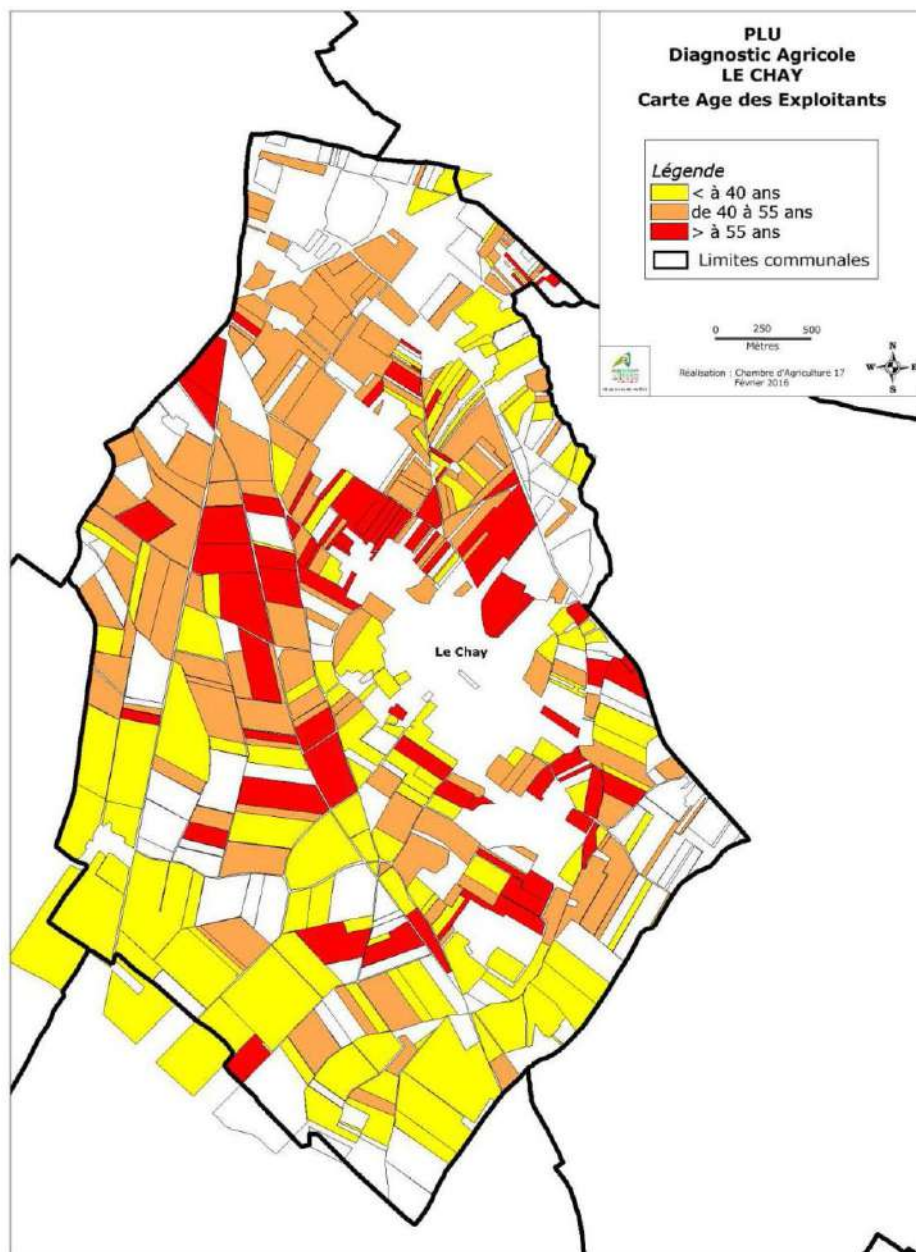 PLU
Diagnostic Agricole
LE CHAY
Carte Age des Exploitants
Légende
< à 40 ans
de 40 à 55 ans
> à 55 ans
Limites communales
0 250 500
Mètres
Réalisation : Chambre d'Agriculture 17
Février 2016
N
W E
S
Le Chay